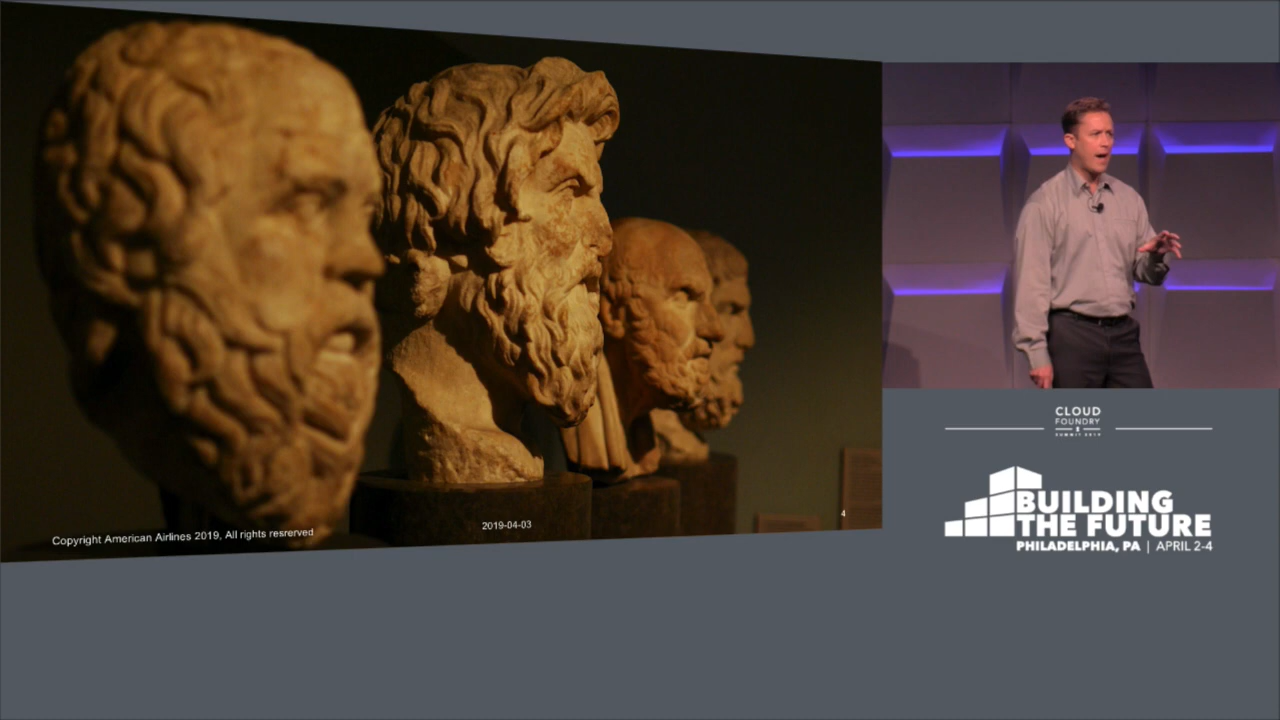 Copyright American Airlines 2019, All rights resrerved
2019-04-03
4
CLOUD
FOUNDRY
SUMMIT 2019
BUILDING
THE FUTURE
PHILADELPHIA, PA | APRIL 2-4